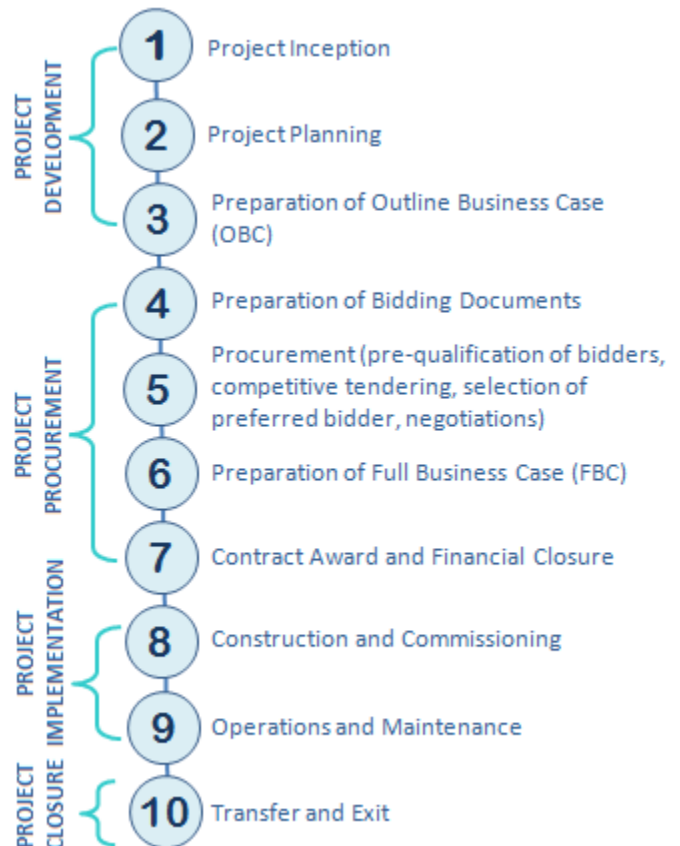 PROJECT
DEVELOPMENT
1
Project Inception
2
Project Planning
3
Preparation of Outline Business Case
(OBC)
PROJECT
PROCUREMENT
4
Preparation of Bidding Documents
5
Procurement (pre-qualification of bidders,
competitive tendering, selection of
preferred bidder, negotiations)
6
Preparation of Full Business Case (FBC)
7
Contract Award and Financial Closure
PROJECT
IMPLEMENTATION
8
Construction and Commissioning
9
Operations and Maintenance
PROJECT
CLOSURE
10
Transfer and Exit